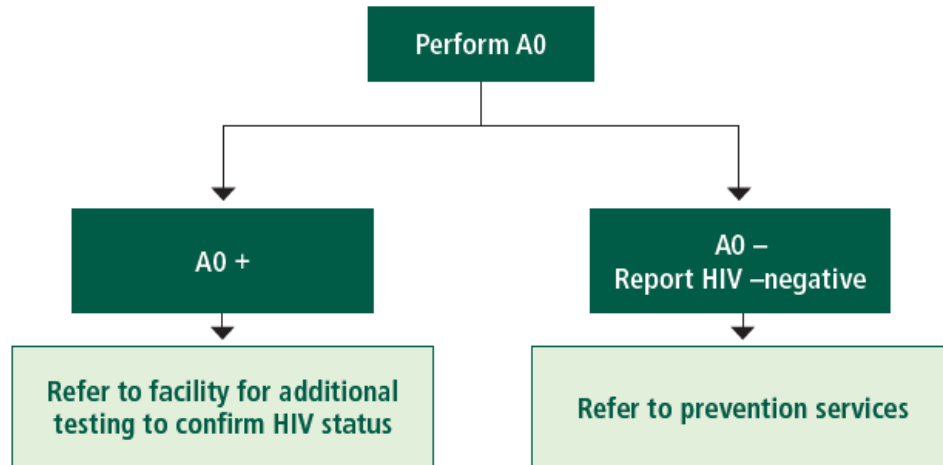 Perform A0
A0 +
A0 –
Report HIV –negative
Refer to facility for additional
testing to confirm HIV status
Refer to prevention services